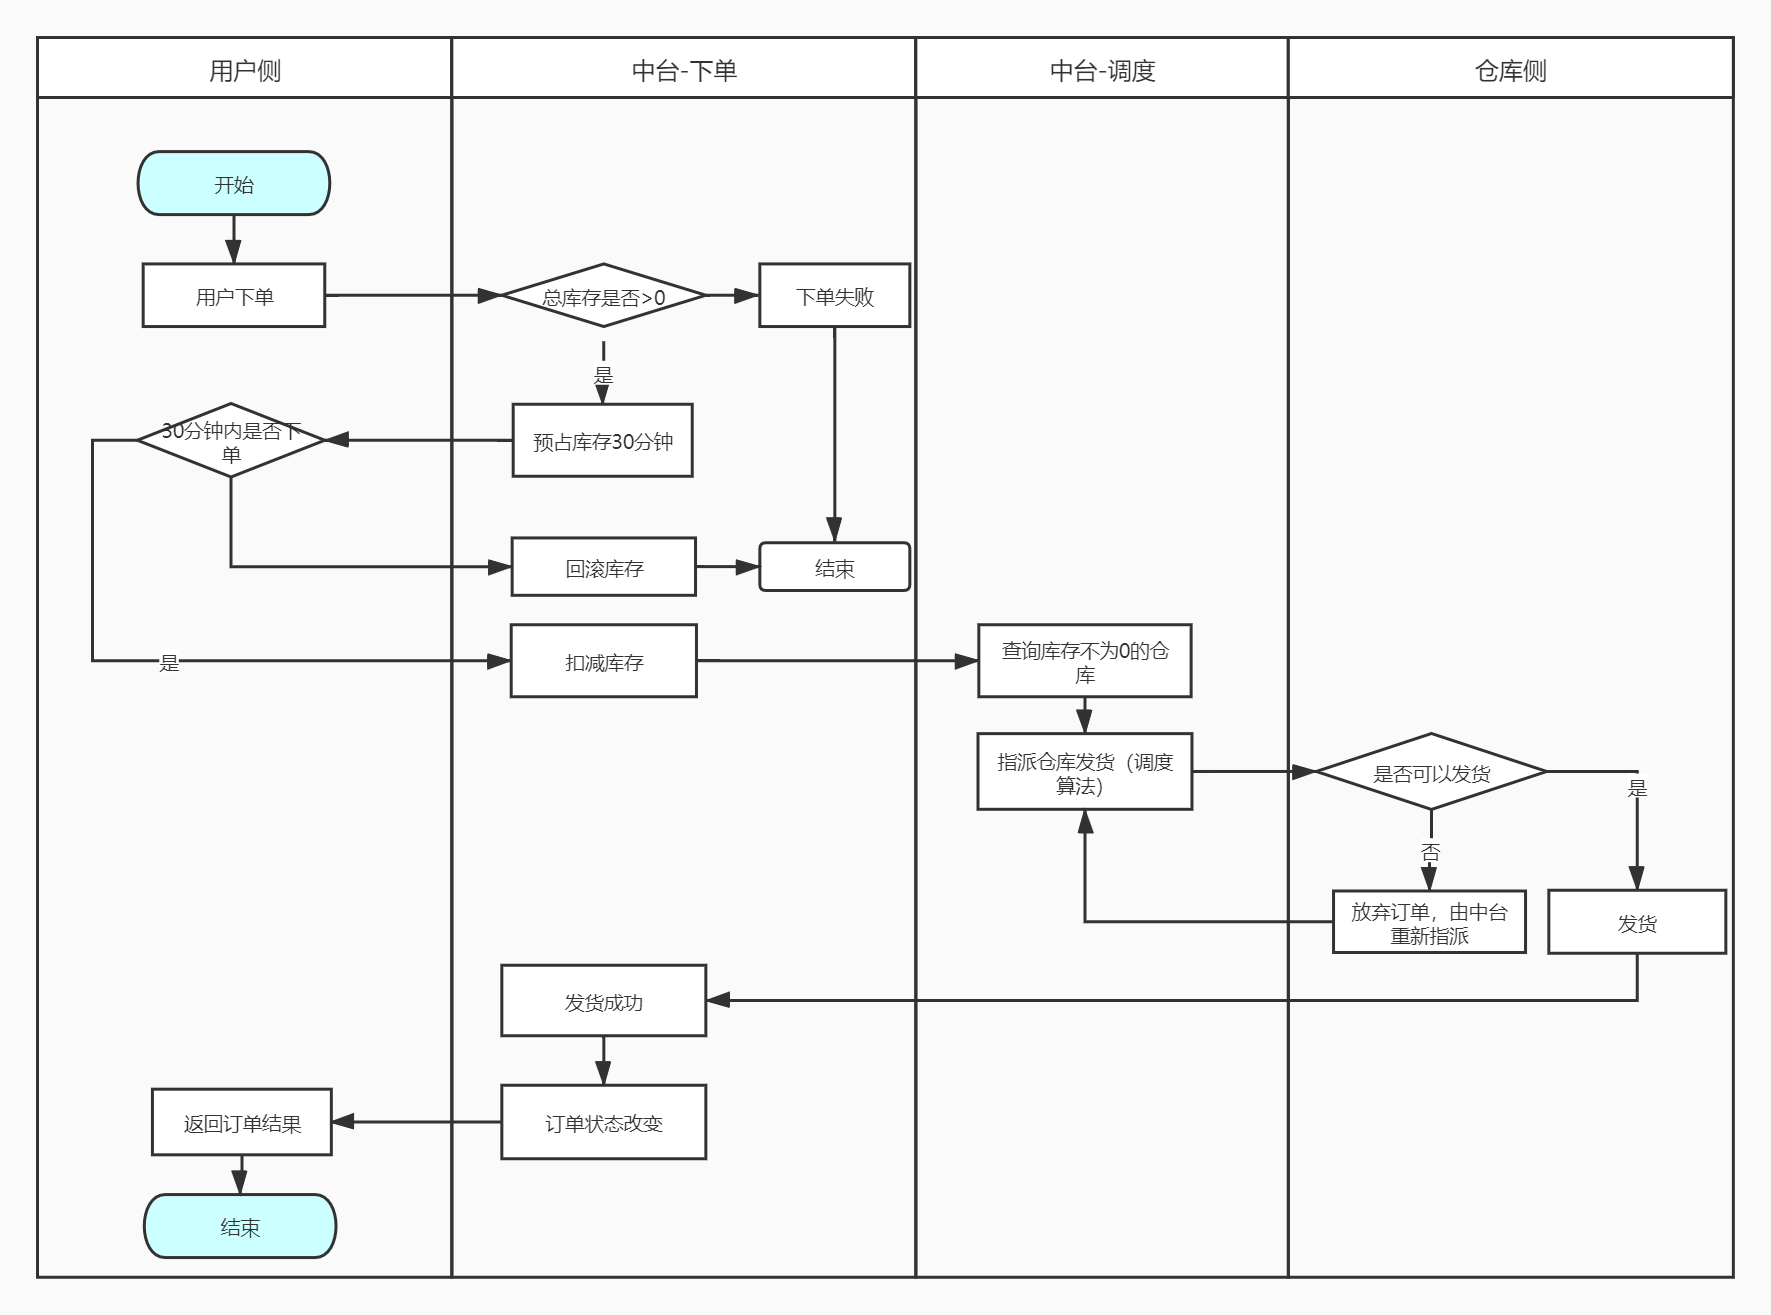 用户侧
中台-下单
中台-调度
仓库侧
开始
用户下单
总库存是否>0
下单失败
是
30分钟内是否下
单
预占库存30分钟
回滚库存
结束
是
扣减库存
查询库存不为0的仓
库
指派仓库发货（调度
算法）
是否可以发货
是
否
放弃订单，由中台
重新指派
发货
发货成功
订单状态改变
返回订单结果
结束